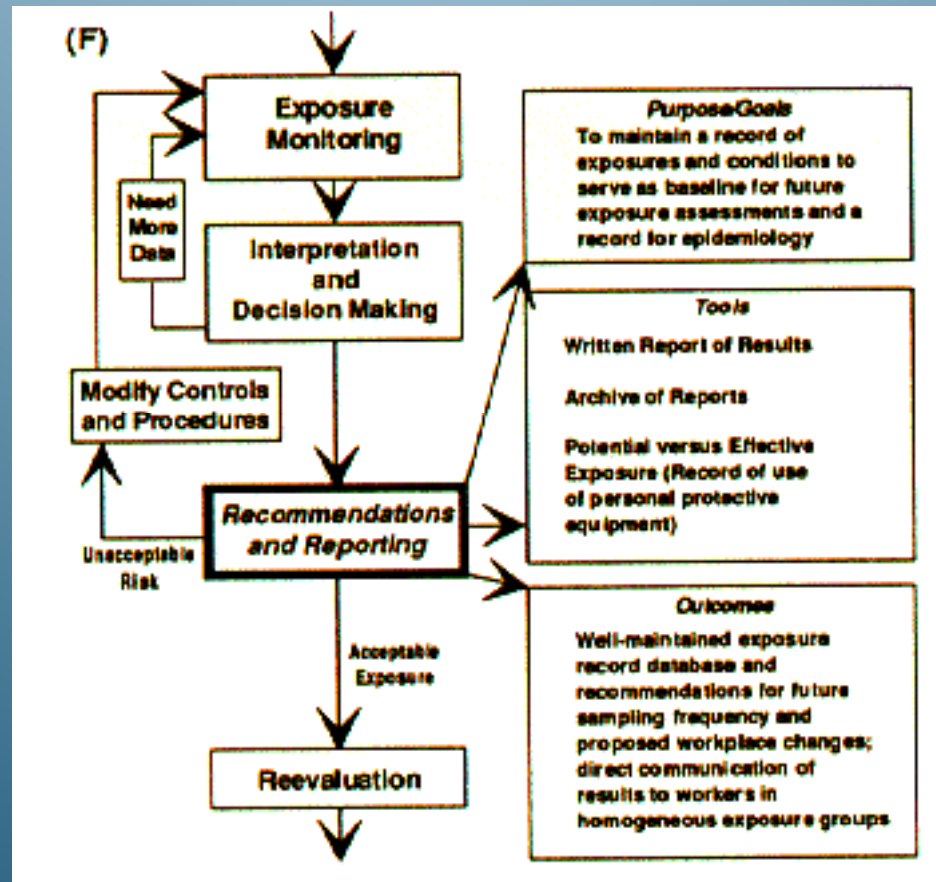 (F)
Exposure
Monitoring
Need
More
Data
Interpretation
and
Decision Making
Modify Controls
and Procedures
Recommendations
and Reporting
Unacceptable
Risk
Acceptable
Exposure
Reevaluation
Purpose/Goals
To maintain a record of
exposures and conditions to
serve as baseline for future
exposure assessments and a
record for epidemiology
Tools
Written Report of Results
Archive of Reports
Potential versus Effective
Exposure (Record of use
of personal protective
equipment)
Outcomes
Well-maintained exposure
record database and
recommendations for future
sampling frequency and
proposed workplace changes;
direct communication of
results to workers in
homogeneous exposure groups